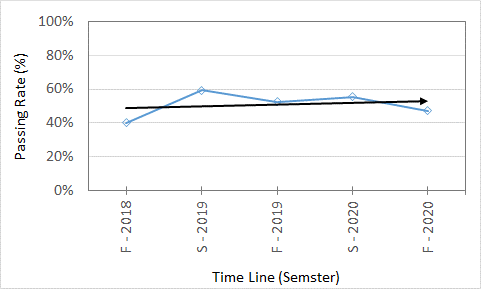 100%
80%
60%
40%
20%
0%
Passing Rate (%)
F - 2018
S - 2019
F - 2019
S - 2020
F - 2020
Time Line (Semster)